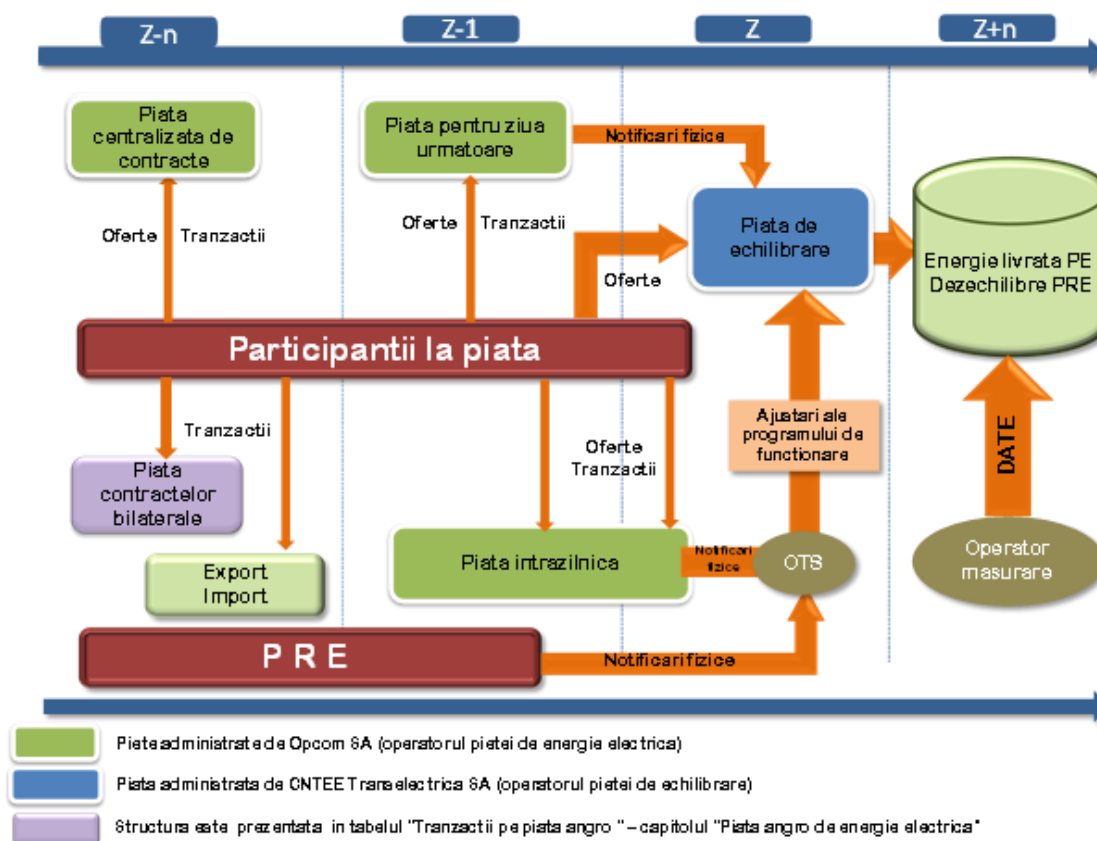 Z-n
Z-1
Z
Z+n
Piata
centralizata de
contracte
Piata pentru ziua
urmatoare
Notificari fizice
Piata de
echilibrare
Energie livrata PE
Dezechilibre PRE
Oferte
Tranzactii
Oferte
Tranzactii
Oferte
Participantii la piata
Tranzactii
Piata
contractelor
bilaterale
Export
Import
Oferte
Tranzactii
Ajustari ale
programului de
functionare
DATE
Piata intrazilnica
Notificari
fizice
OTS
Operator
masurare
P R E
Notificari fizice
Piete administrate de Opcom SA (operatorul pietei de energie electrica)
Piata administrata de CNTEE Transelectrica SA (operatorul pietei de echilibrare)
Structura este prezentata in tabelul "Tranzactii pe piata angro " – capitolul "Piata angro de energie electrica"